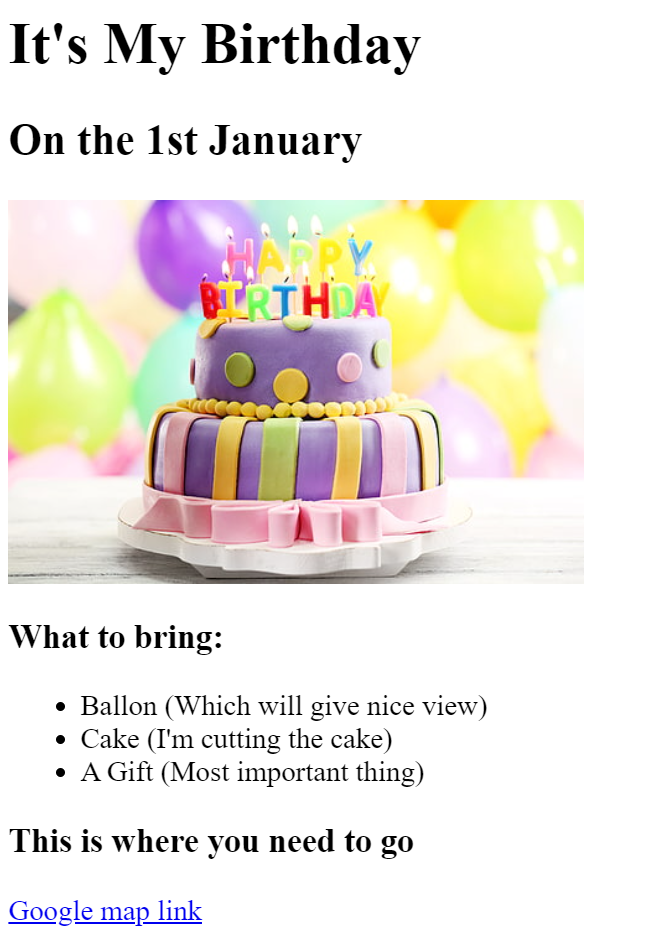 It's My Birthday
On the 1st January
HAPPY
BIRTHDAY
What to bring:
Ballon (Which will give nice view)
Cake (I'm cutting the cake)
A Gift (Most important thing)
This is where you need to go
Google map link